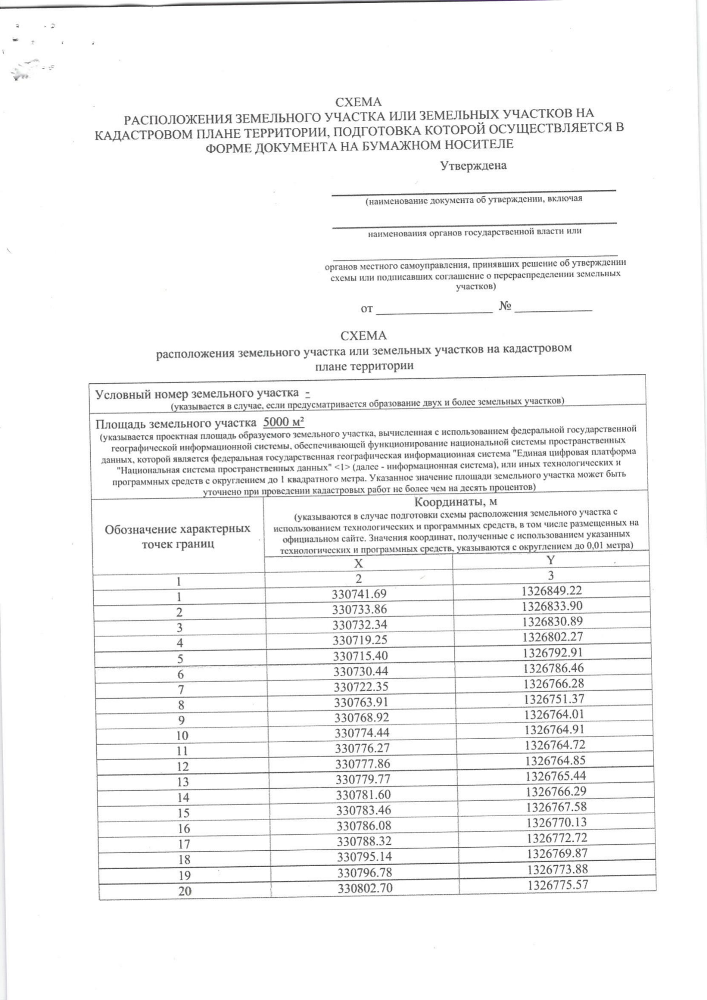 СХЕМА
РАСПОЛОЖЕНИЯ ЗЕМЕЛЬНОГО УЧАСТКА ИЛИ ЗЕМЕЛЬНЫХ УЧАСТКОВ НА
КАДАСТРОВОМ ПЛАНЕ ТЕРРИТОРИИ, ПОДГОТОВКА КОТОРОЙ ОСУЩЕСТВЛЯЕТСЯ В
ФОРМЕ ДОКУМЕНТА НА БУМАЖНОМ НОСИТЕЛЕ
Утверждена
(наименование документа об утверждении, включая
наименования органов государственной власти или
органов местного самоуправления, принявших решение об утверждении
схемы или подписавших соглашение о перераспределении земельных
участков)
от ____________________ № _____________
СХЕМА
расположения земельного участка или земельных участков на кадастровом
плане территории
Условный номер земельного участка -
(указывается в случае, если предусматривается образование двух и более земельных участков)
Площадь земельного участка 5000 м²
(указывается проектная площадь образуемого земельного участка, вычисленная с использованием федеральной государственной
географической информационной системы, обеспечивающей функционирование национальной системы пространственных
данных, которой является федеральная государственная географическая информационная система "Единая цифровая платформа
"Национальная система пространственных данных" <1> (далее - информационная система), или иных технологических и
программных средств с округлением до 1 квадратного метра. Указанное значение площади земельного участка может быть
уточнено при проведении кадастровых работ не более чем на десять процентов)
Обозначение характерных
точек границ
Координаты, м
(указываются в случае подготовки схемы расположения земельного участка с
использованием технологических и программных средств, в том числе размещенных на
официальном сайте. Значения координат, полученные с использованием указанных
технологических и программных средств, указываются с округлением до 0,01 метра)
X Y
1 2 3
1 330741.69 1326849.22
2 330733.86 1326833.90
3 330732.34 1326830.89
4 330719.25 1326802.27
5 330715.40 1326792.91
6 330730.44 1326786.46
7 330722.35 1326766.28
8 330763.91 1326751.37
9 330768.92 1326764.01
10 330774.44 1326764.91
11 330776.27 1326764.72
12 330777.86 1326764.85
13 330779.77 1326765.44
14 330781.60 1326766.29
15 330783.46 1326767.58
16 330786.08 1326770.13
17 330788.32 1326772.72
18 330795.14 1326769.87
19 330796.78 1326773.88
20 330802.70 1326775.57